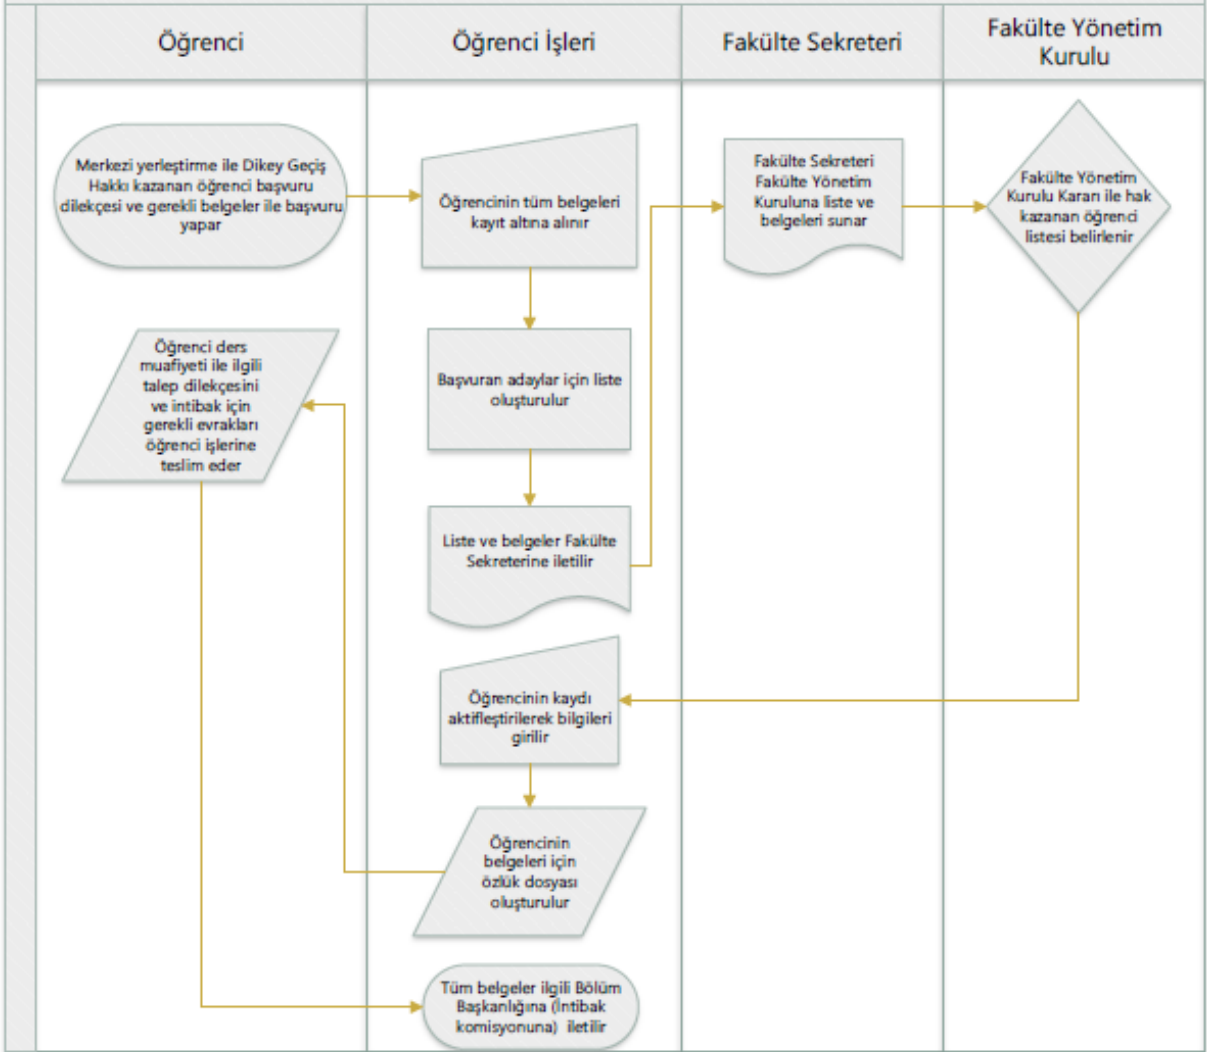 Öğrenci
Öğrenci İşleri
Fakülte Sekreteri
Fakülte Yönetim
Kurulu
Merkezi yerleştirme ile Dikey Geçiş
Hakkı kazanan öğrenci başvuru
dilekçesi ve gerekli belgeler ile başvuru
yapar
Öğrencinin tüm belgeleri
kayıt altına alınır
Başvuran adaylar için liste
oluşturulur
Liste ve belgeler Fakülte
Sekreterine iletilir
Fakülte Sekreteri
Fakülte Yönetim
Kuruluna liste ve
belgeleri sunar
Fakülte Yönetim
Kurulu Kararı ile hak
kazanan öğrenci
listesi belirlenir
Öğrencinin kaydı
aktifleştirilerek bilgileri
girilir
Öğrencinin
belgeleri için
özlük dosyası
oluşturulur
Öğrenci ders
muafiyeti ile ilgili
talep dilekçesini
ve intibak için
gerekli evrakları
öğrenci işlerine
teslim eder
Tüm belgeler ilgili Bölüm
Başkanlığına (İntibak
komisyonuna) iletilir